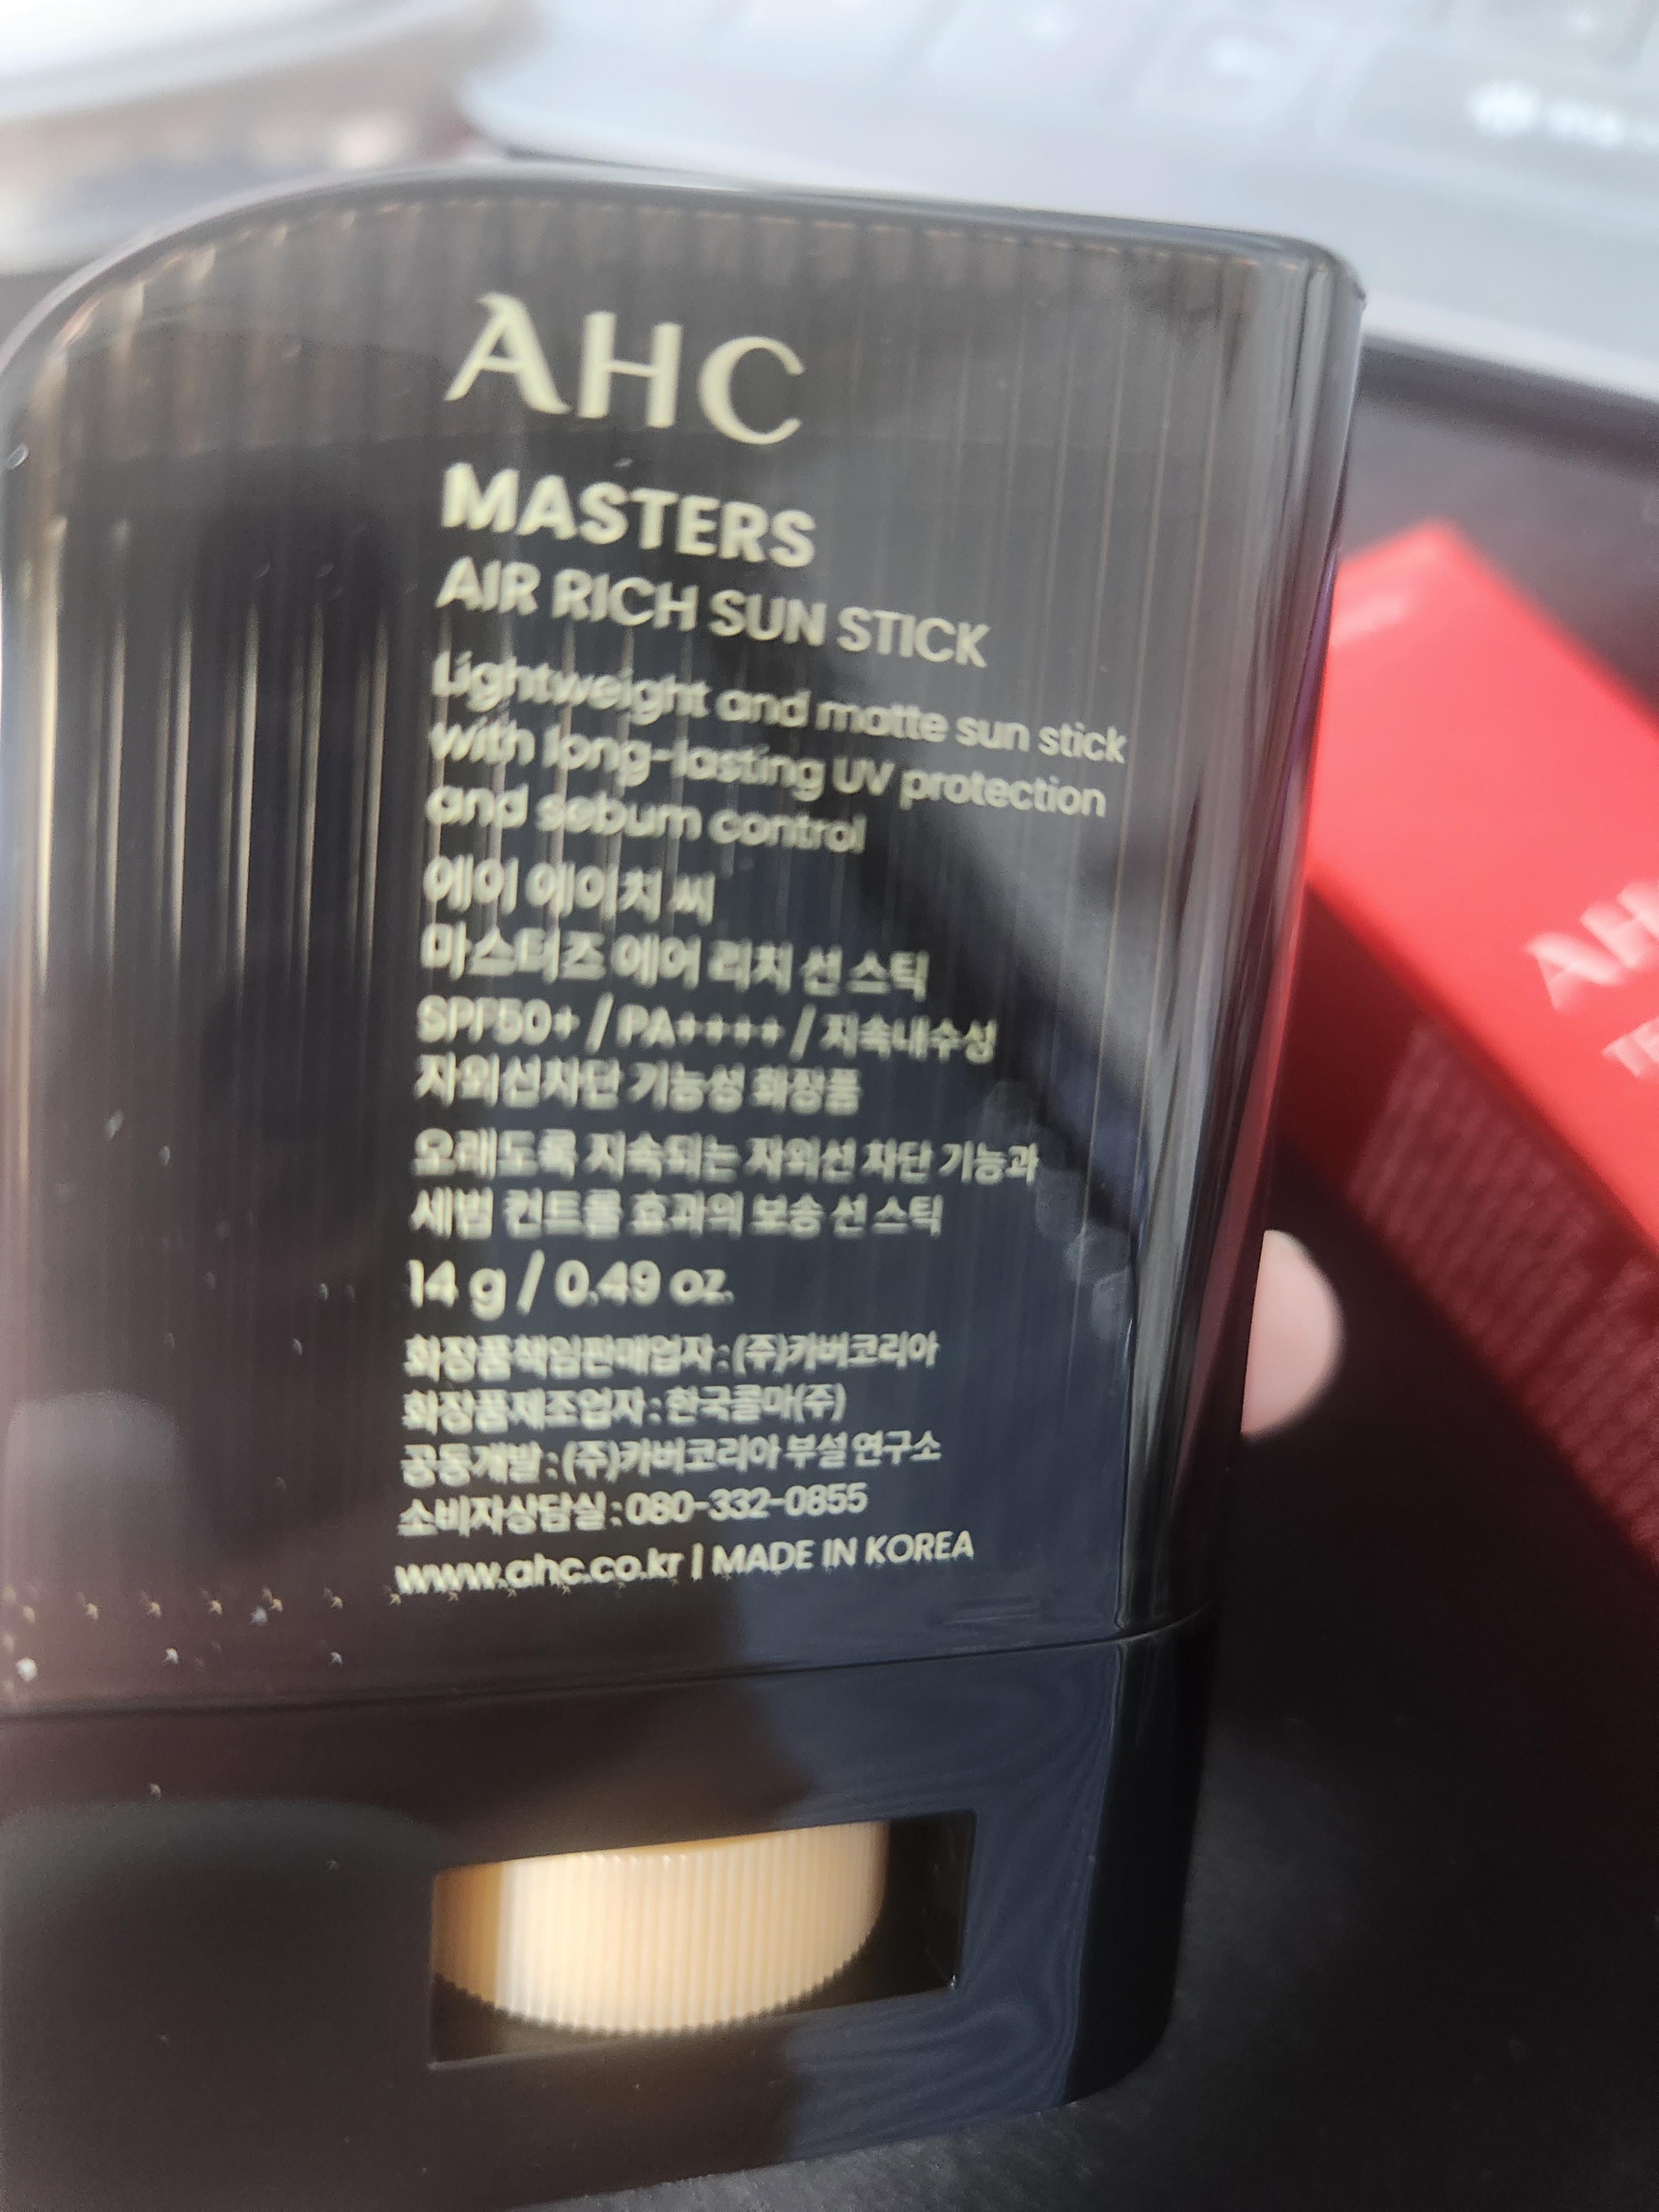 AHC
MASTERS
AIR RICH SUN STICK
Lightweight and matte sun stick
with long-lasting UV protection
and sebum control
에이 에이치 씨
마스터즈 에어 리치 선 스틱
SPF50+ / PA++++ / 지속내수성
자외선차단 기능성 화장품
오래도록 지속되는 자외선 차단 기능과
세범 컨트롤 효과의 보송 선 스틱
14 g / 0.49 oz.
화장품책임판매업자 : (주)카버코리아
화장품제조업자 : 한국콜마(주)
공동개발 : (주)카버코리아 부설 연구소
소비자상담실 : 080-332-0855
www.ahc.co.kr | MADE IN KOREA
AH